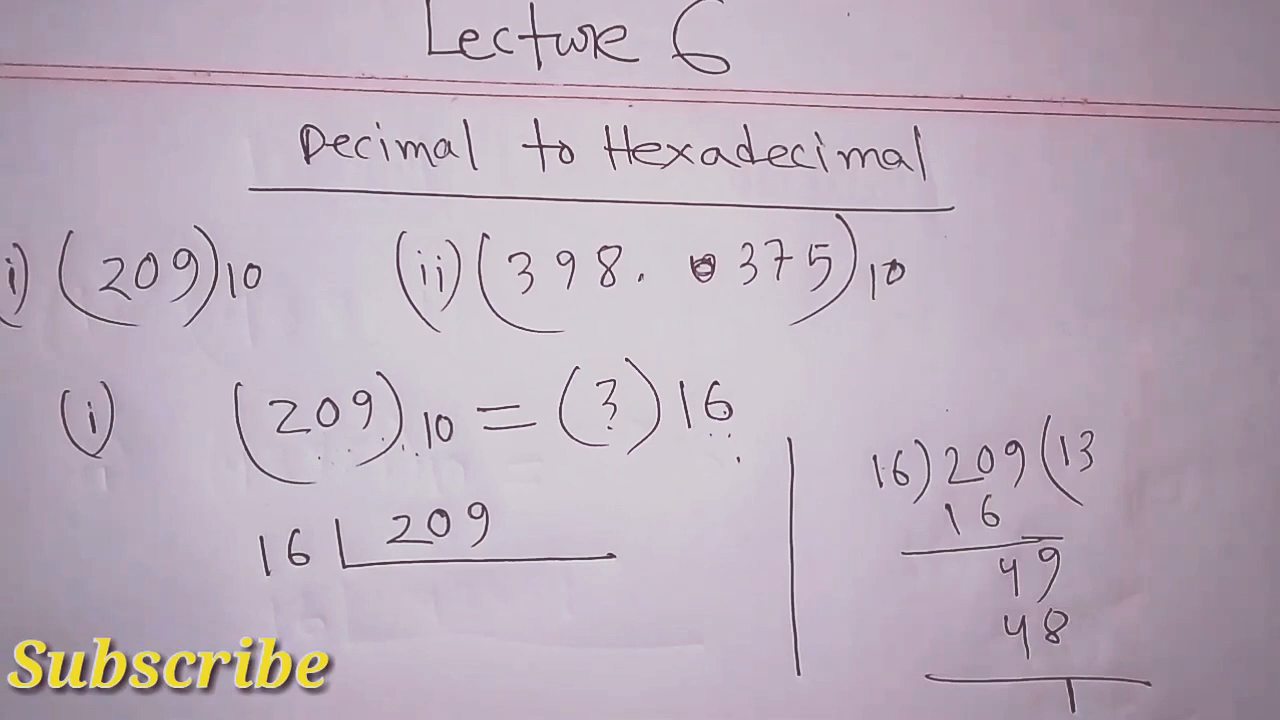 Lecture 6
Decimal to Hexadecimal
i) (209)10 (ii) (398. 375)10
(i) (209)10 = (?)16
16 209
16) 209 (13
16
49
48
1
Subscribe